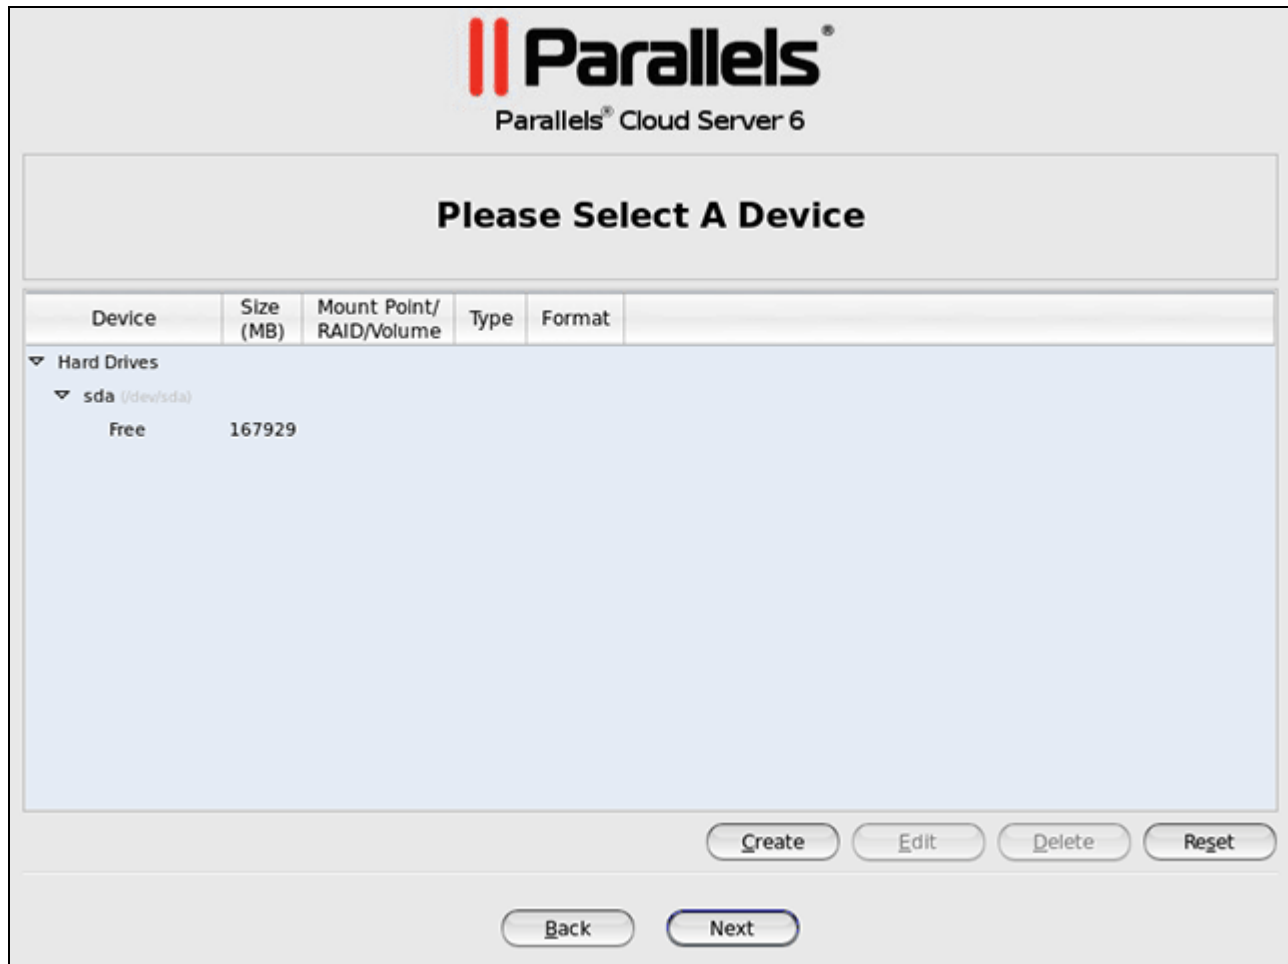 Parallels®
Parallels® Cloud Server 6
Please Select A Device
Device Size (MB) Mount Point/ RAID/Volume Type Format
Hard Drives
sda (/dev/sda)
Free 167929
Create Edit Delete Reset
Back Next